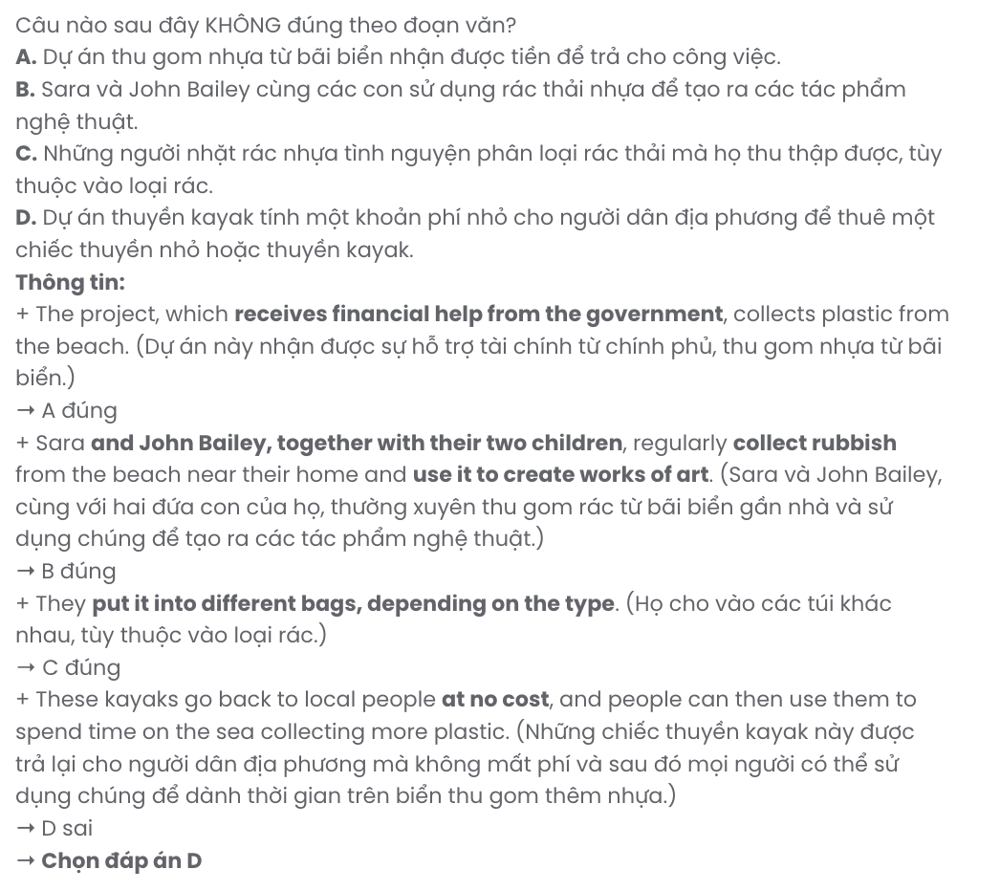 Câu nào sau đây KHÔNG đúng theo đoạn văn?
A. Dự án thu gom nhựa từ bãi biển nhận được tiền để trả cho công việc.
B. Sara và John Bailey cùng các con sử dụng rác thải nhựa để tạo ra các tác phẩm
nghệ thuật.
C. Những người nhặt rác nhựa tình nguyện phân loại rác thải mà họ thu thập được, tùy
thuộc vào loại rác.
D. Dự án thuyền kayak tính một khoản phí nhỏ cho người dân địa phương để thuê một
chiếc thuyền nhỏ hoặc thuyền kayak.
Thông tin:
+ The project, which receives financial help from the government, collects plastic from
the beach. (Dự án này nhận được sự hỗ trợ tài chính từ chính phủ, thu gom nhựa từ bãi
biển.)
→ A đúng
+ Sara and John Bailey, together with their two children, regularly collect rubbish
from the beach near their home and use it to create works of art. (Sara và John Bailey,
cùng với hai đứa con của họ, thường xuyên thu gom rác từ bãi biển gần nhà và sử
dụng chúng để tạo ra các tác phẩm nghệ thuật.)
→ B đúng
+ They put it into different bags, depending on the type. (Họ cho vào các túi khác
nhau, tùy thuộc vào loại rác.)
→ C đúng
+ These kayaks go back to local people at no cost, and people can then use them to
spend time on the sea collecting more plastic. (Những chiếc thuyền kayak này được
trả lại cho người dân địa phương mà không mất phí và sau đó mọi người có thể sử
dụng chúng để dành thời gian trên biển thu gom thêm nhựa.)
→ D sai
→ Chọn đáp án D